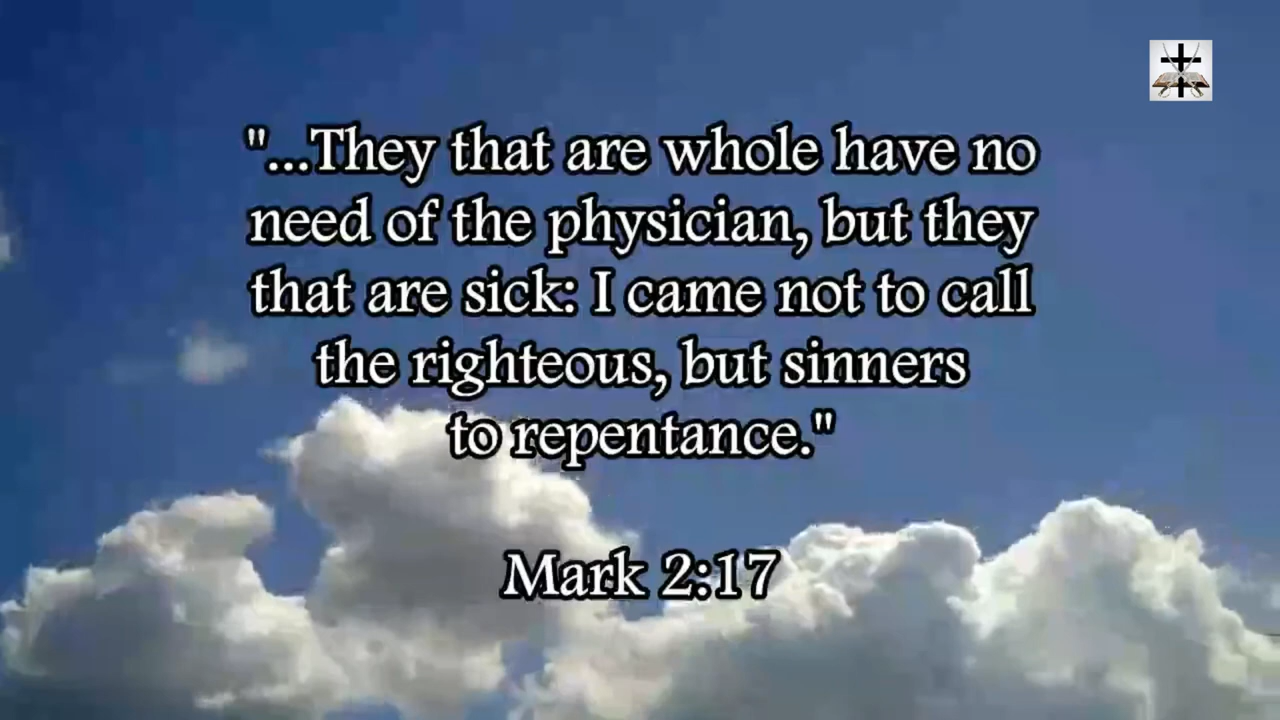 "...They that are whole have no
need of the physician, but they
that are sick: I came not to call
the righteous, but sinners
to repentance."
Mark 2:17